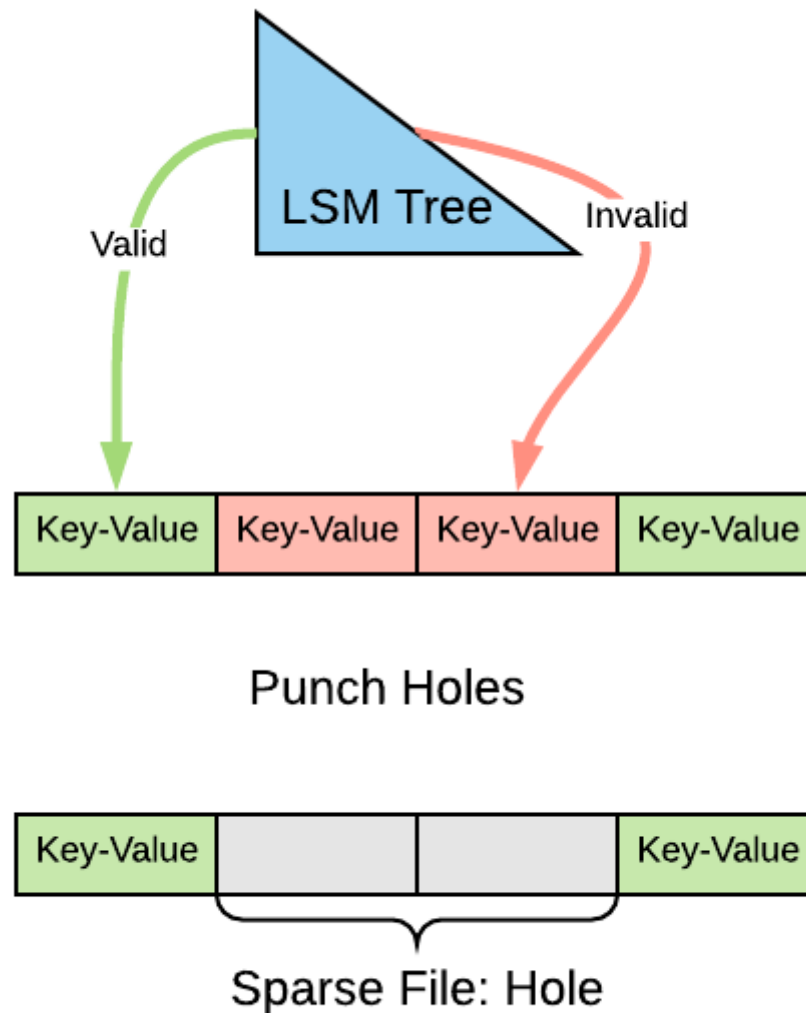 LSM Tree
Valid
Invalid
Key-Value
Key-Value
Key-Value
Key-Value
Punch Holes
Key-Value
Key-Value
Sparse File: Hole